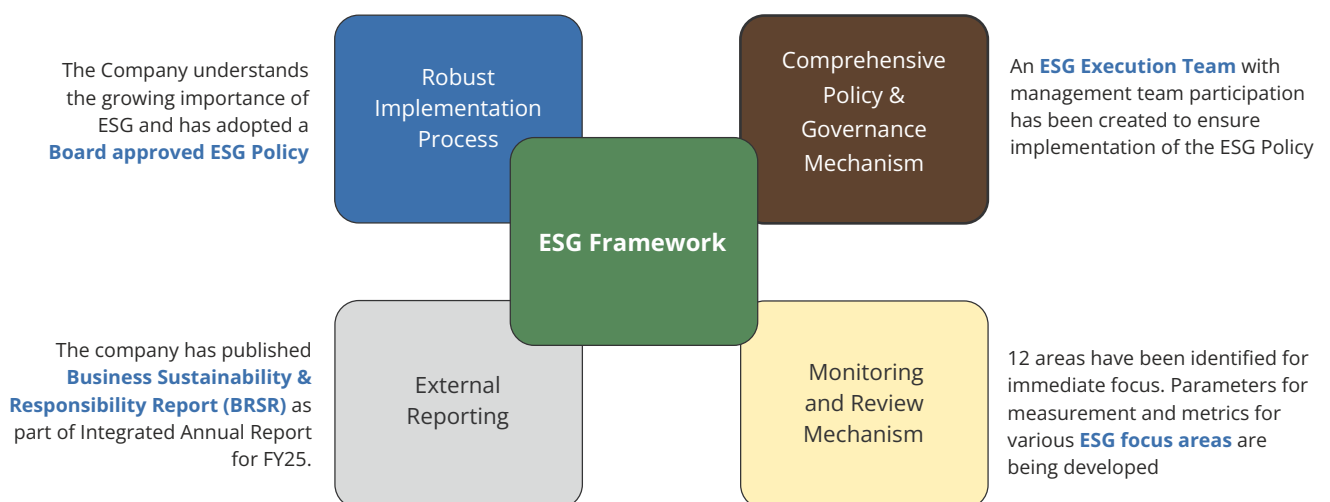 The Company understands
the growing importance of
ESG and has adopted a
Board approved ESG Policy
Robust
Implementation
Process
Comprehensive
Policy &
Governance
Mechanism
An ESG Execution Team with
management team participation
has been created to ensure
implementation of the ESG Policy
ESG Framework
The company has published
Business Sustainability &
Responsibility Report (BRSR) as
part of Integrated Annual Report
for FY25.
External
Reporting
Monitoring
and Review
Mechanism
12 areas have been identified for
immediate focus. Parameters for
measurement and metrics for
various ESG focus areas are
being developed